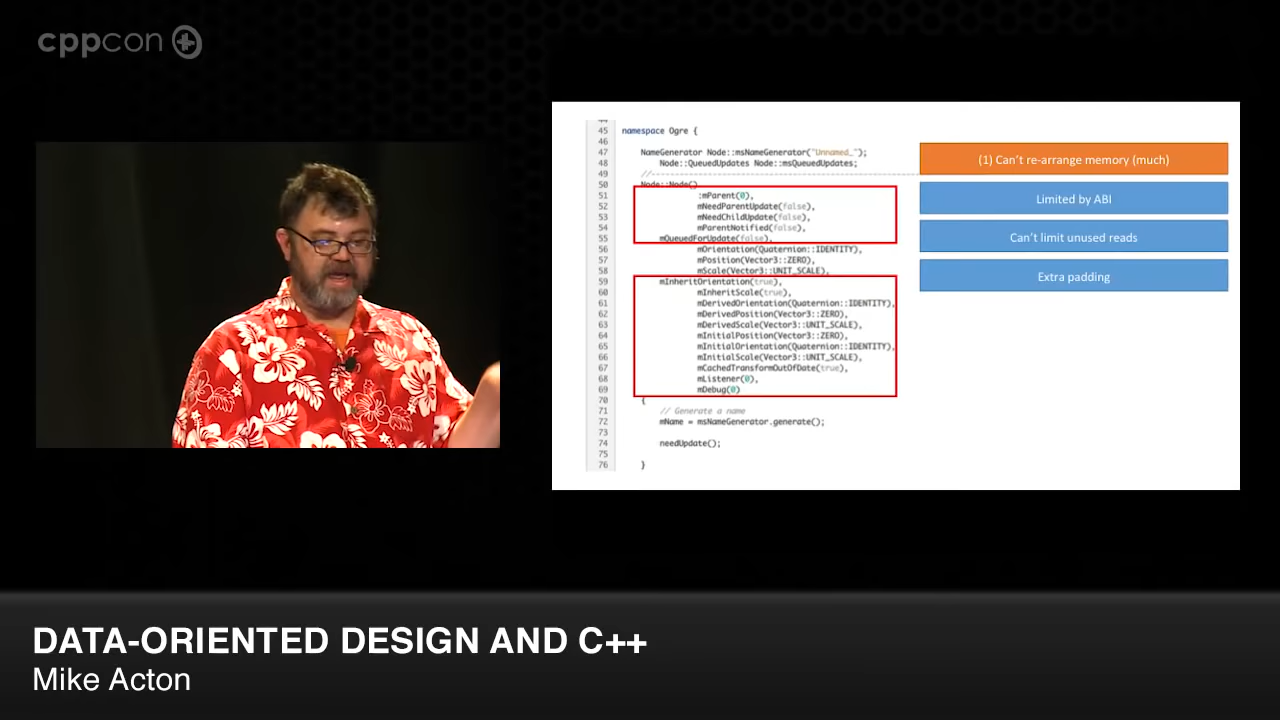 cppcon
44
45 namespace Ogre {
46
47 NameGenerator Node::msNameGenerator("Unnamed_");
48 Node::QueuedUpdates Node::msQueuedUpdates;
49 //-----------------------------------------------------------------------
50 Node::Node()
51 :mParent(0),
52 mNeedParentUpdate(false),
53 mNeedChildUpdate(false),
54 mParentNotified(false),
55 mQueuedForUpdate(false),
56 mOrientation(Quaternion::IDENTITY),
57 mPosition(Vector3::ZERO),
58 mScale(Vector3::UNIT_SCALE),
59 mInheritOrientation(true),
60 mInheritScale(true),
61 mDerivedOrientation(Quaternion::IDENTITY),
62 mDerivedPosition(Vector3::ZERO),
63 mDerivedScale(Vector3::UNIT_SCALE),
64 mInitialPosition(Vector3::ZERO),
65 mInitialOrientation(Quaternion::IDENTITY),
66 mInitialScale(Vector3::UNIT_SCALE),
67 mCachedTransformOutOfDate(true),
68 mListener(0),
69 mDebug(0)
70 {
71 // Generate a name
72 mName = msNameGenerator.generate();
73
74 needUpdate();
75
76 }
(1) Can't re-arrange memory (much)
Limited by ABI
Can't limit unused reads
Extra padding
DATA-ORIENTED DESIGN AND C++
Mike Acton